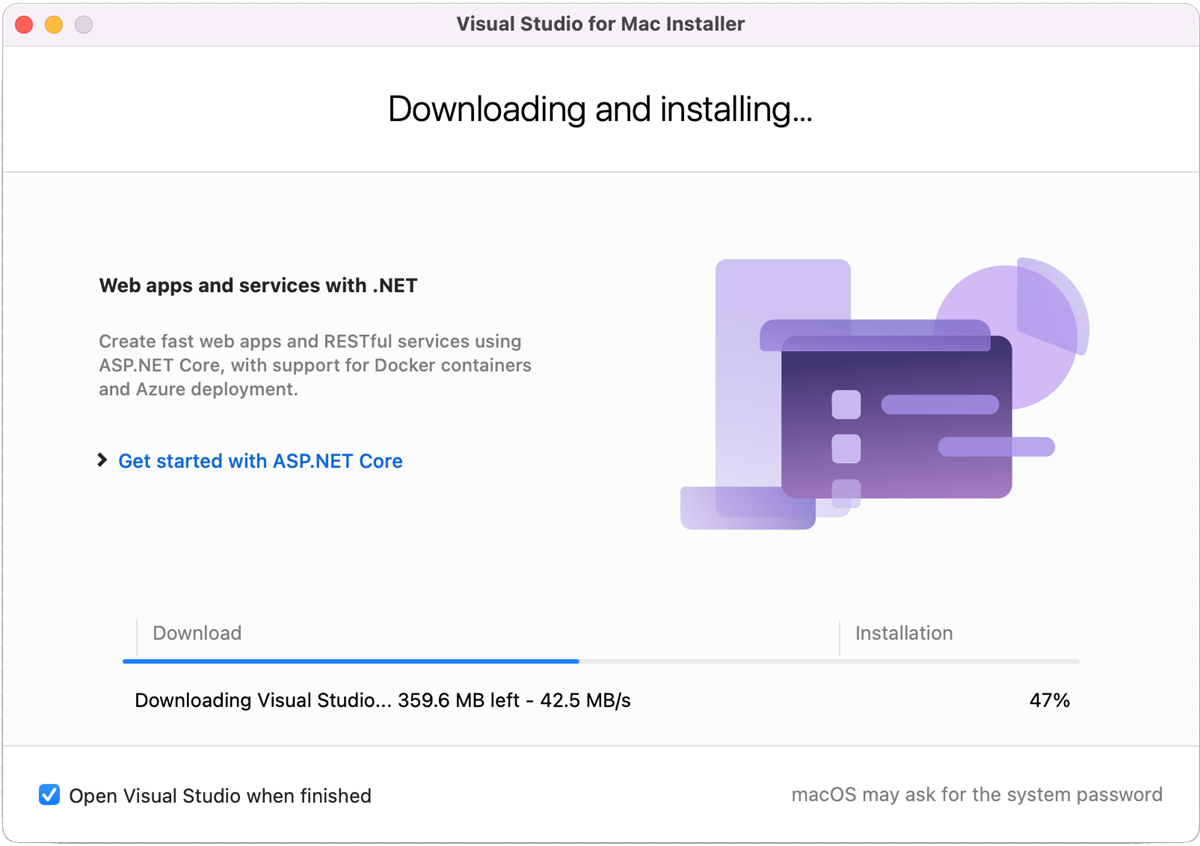 Visual Studio for Mac Installer
Downloading and installing...
Web apps and services with .NET
Create fast web apps and RESTful services using
ASP.NET Core, with support for Docker containers
and Azure deployment.
Get started with ASP.NET Core
Download
Installation
Downloading Visual Studio... 359.6 MB left - 42.5 MB/s
47%
Open Visual Studio when finished
macOS may ask for the system password